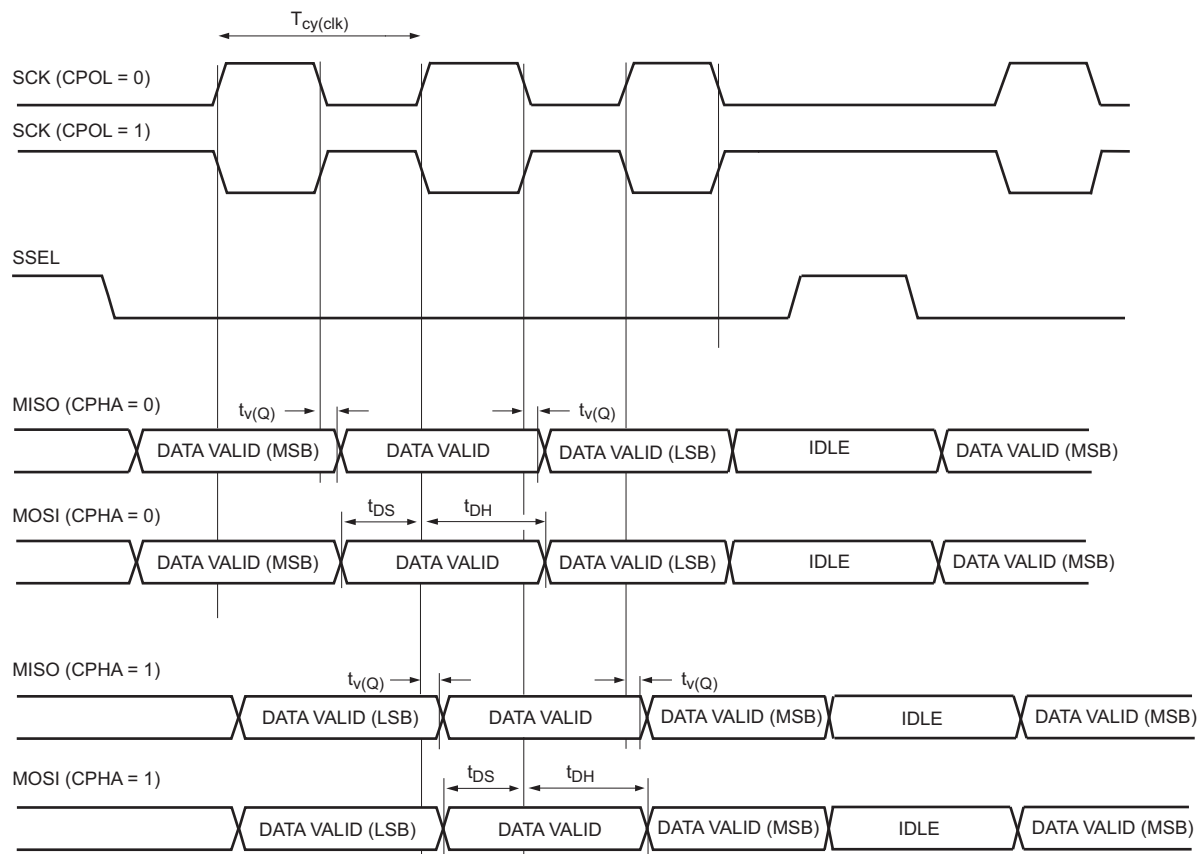 Tcy(clk)
SCK (CPOL = 0)
SCK (CPOL = 1)
SSEL
MISO (CPHA = 0)
tv(Q) tv(Q)
DATA VALID (MSB) DATA VALID DATA VALID (LSB) IDLE DATA VALID (MSB)
tDS tDH
MOSI (CPHA = 0)
DATA VALID (MSB) DATA VALID DATA VALID (LSB) IDLE DATA VALID (MSB)
MISO (CPHA = 1)
tv(Q) tv(Q)
DATA VALID (LSB) DATA VALID DATA VALID (MSB) IDLE DATA VALID (MSB)
MOSI (CPHA = 1)
tDS tDH
DATA VALID (LSB) DATA VALID DATA VALID (MSB) IDLE DATA VALID (MSB)